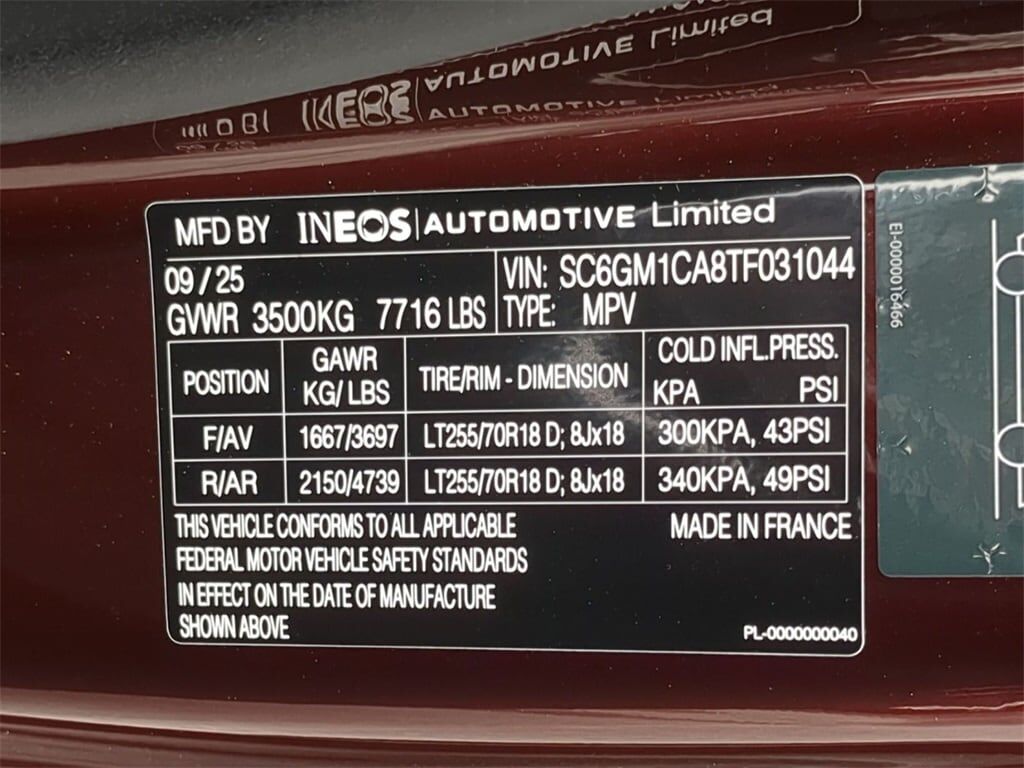 INEOS AUTOMOTIVE Limited
MFD BY INEOS AUTOMOTIVE Limited
09 / 25
GVWR 3500KG 7716 LBS
VIN: SC6GM1CA8TF031044
TYPE: MPV
POSITION GAWR KG/ LBS TIRE/RIM - DIMENSION COLD INFL.PRESS. KPA PSI
F/AV 1667/3697 LT255/70R18 D; 8Jx18 300KPA, 43PSI
R/AR 2150/4739 LT255/70R18 D; 8Jx18 340KPA, 49PSI
THIS VEHICLE CONFORMS TO ALL APPLICABLE
FEDERAL MOTOR VEHICLE SAFETY STANDARDS
IN EFFECT ON THE DATE OF MANUFACTURE
SHOWN ABOVE
MADE IN FRANCE
PL-0000000040
EI-0000016466